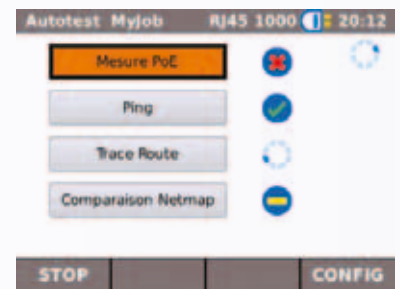 Autotest MyJob RJ45 1000 20:12
Mesure PoE
Ping
Trace Route
Comparaison Netmap
STOP CONFIG